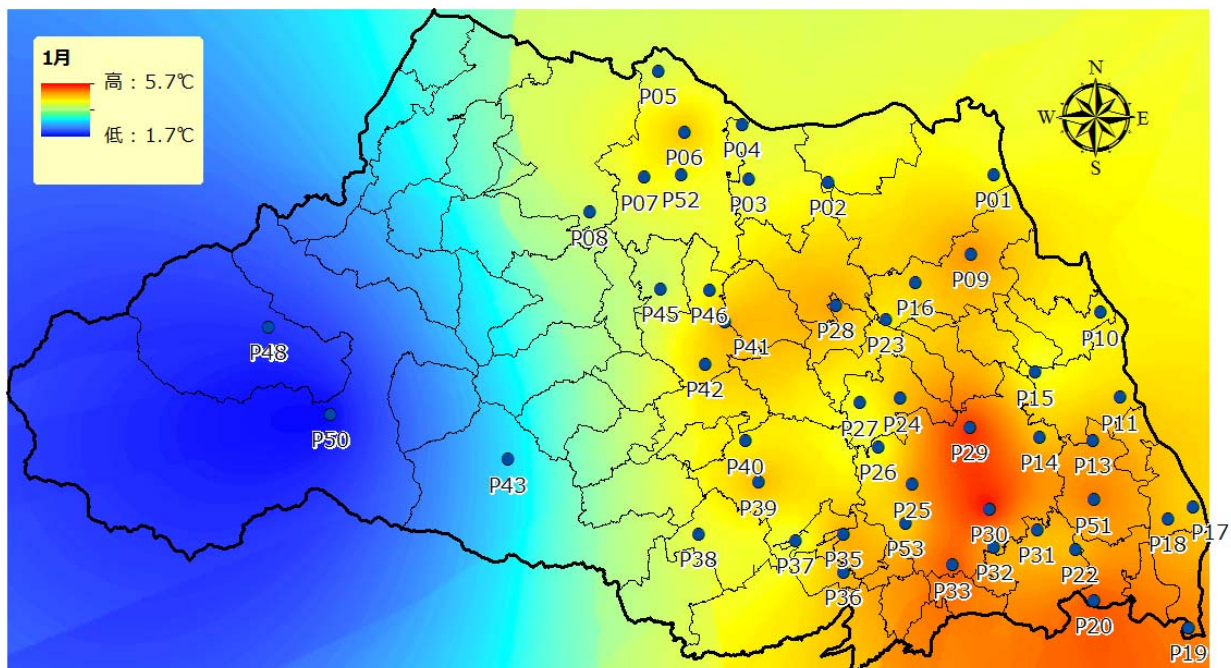 1月
高：5.7℃
低：1.7℃
N
W E
S
P05
P04
P06
P07 P52 P03 P02 P01
P08
P09
P16
P45 P46 P28 P10
P48 P41 P23
P42 P15
P50 P27 P24 P11
P40 P26 P29 P14 P13
P43
P39 P25
P30 P51 P17
P38 P37 P35 P53 P31 P18
P36 P33 P32 P22
P20
P19